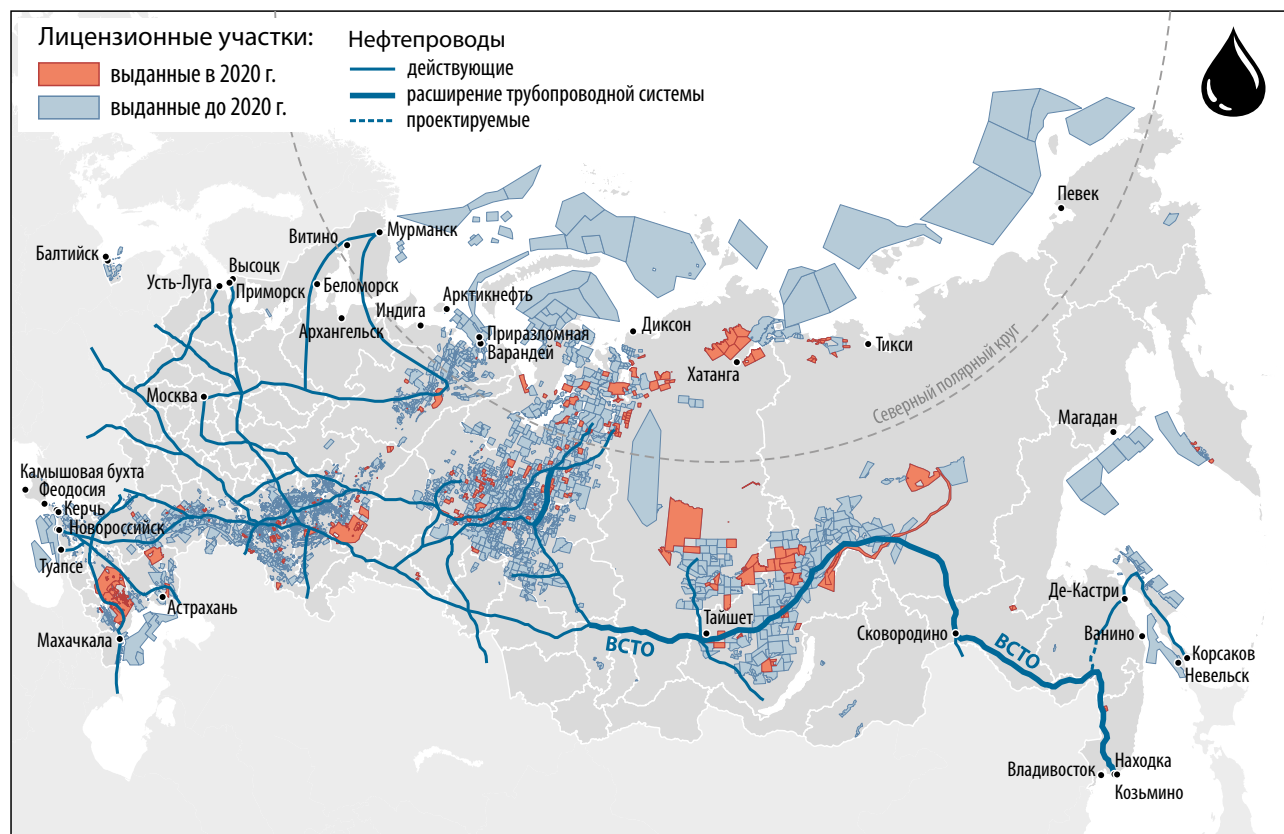 Лицензионные участки:
выданные в 2020 г.
выданные до 2020 г.
Нефтепроводы
действующие
расширение трубопроводной системы
проектируемые
Певек
Мурманск
Витино
Балтийск
Высоцк
Усть-Луга
Приморск
Беломорск
Арктикнефть
Индига
Архангельск
Приразломная
Варандей
Диксон
Тикси
Хатанга
Северный полярный круг
Москва
Магадан
Камышовая бухта
Феодосия
Керчь
Новороссийск
Туапсе
Астрахань
Махачкала
Тайшет
ВСТО
Сковородино
ВСТО
Де-Кастри
Ванино
Корсаков
Невельск
Владивосток
Находка
Козьмино